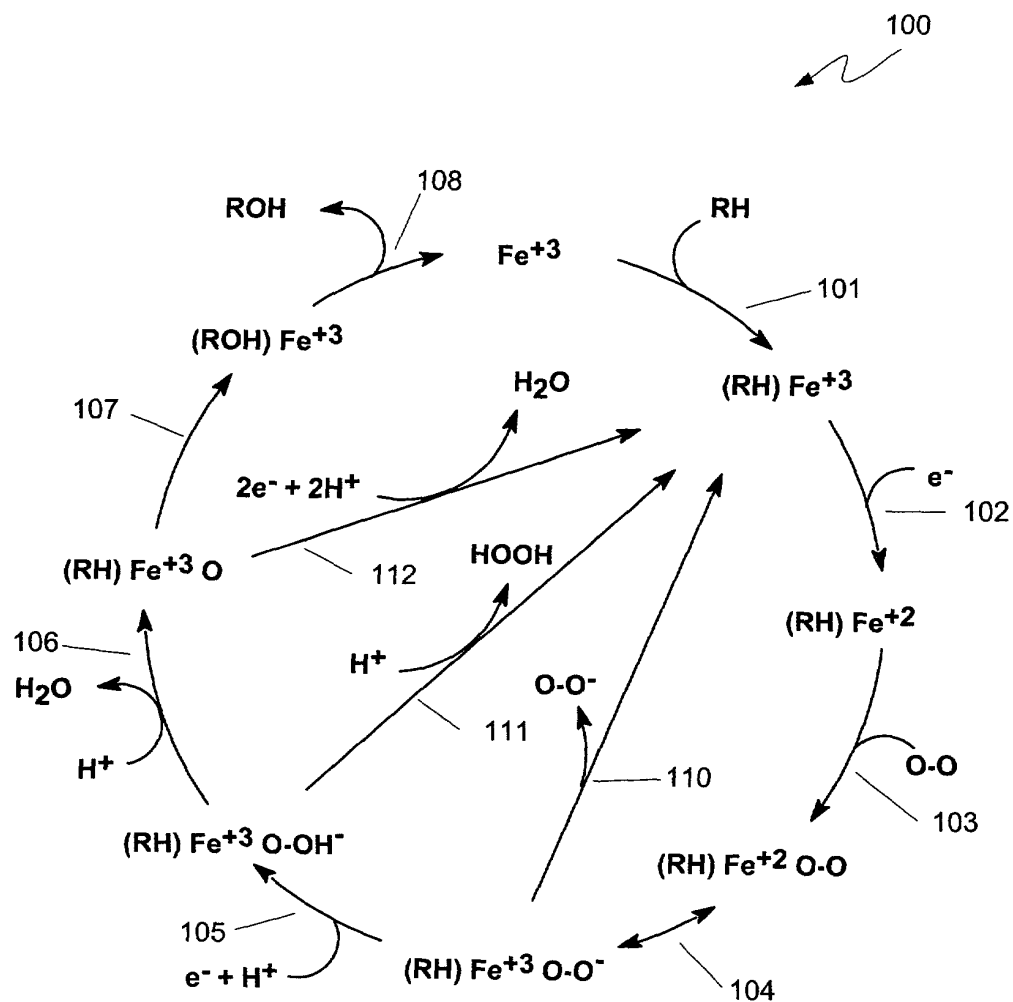 100
108
ROH
RH
Fe+3
101
(ROH) Fe+3
(RH) Fe+3
H2O
107
2e- + 2H+
e-
102
HOOH
(RH) Fe+3 O
112
(RH) Fe+2
106
H+
H2O
O-O-
111
110
O-O
H+
103
(RH) Fe+3 O-OH-
(RH) Fe+2 O-O
105
(RH) Fe+3 O-O-
e- + H+
104